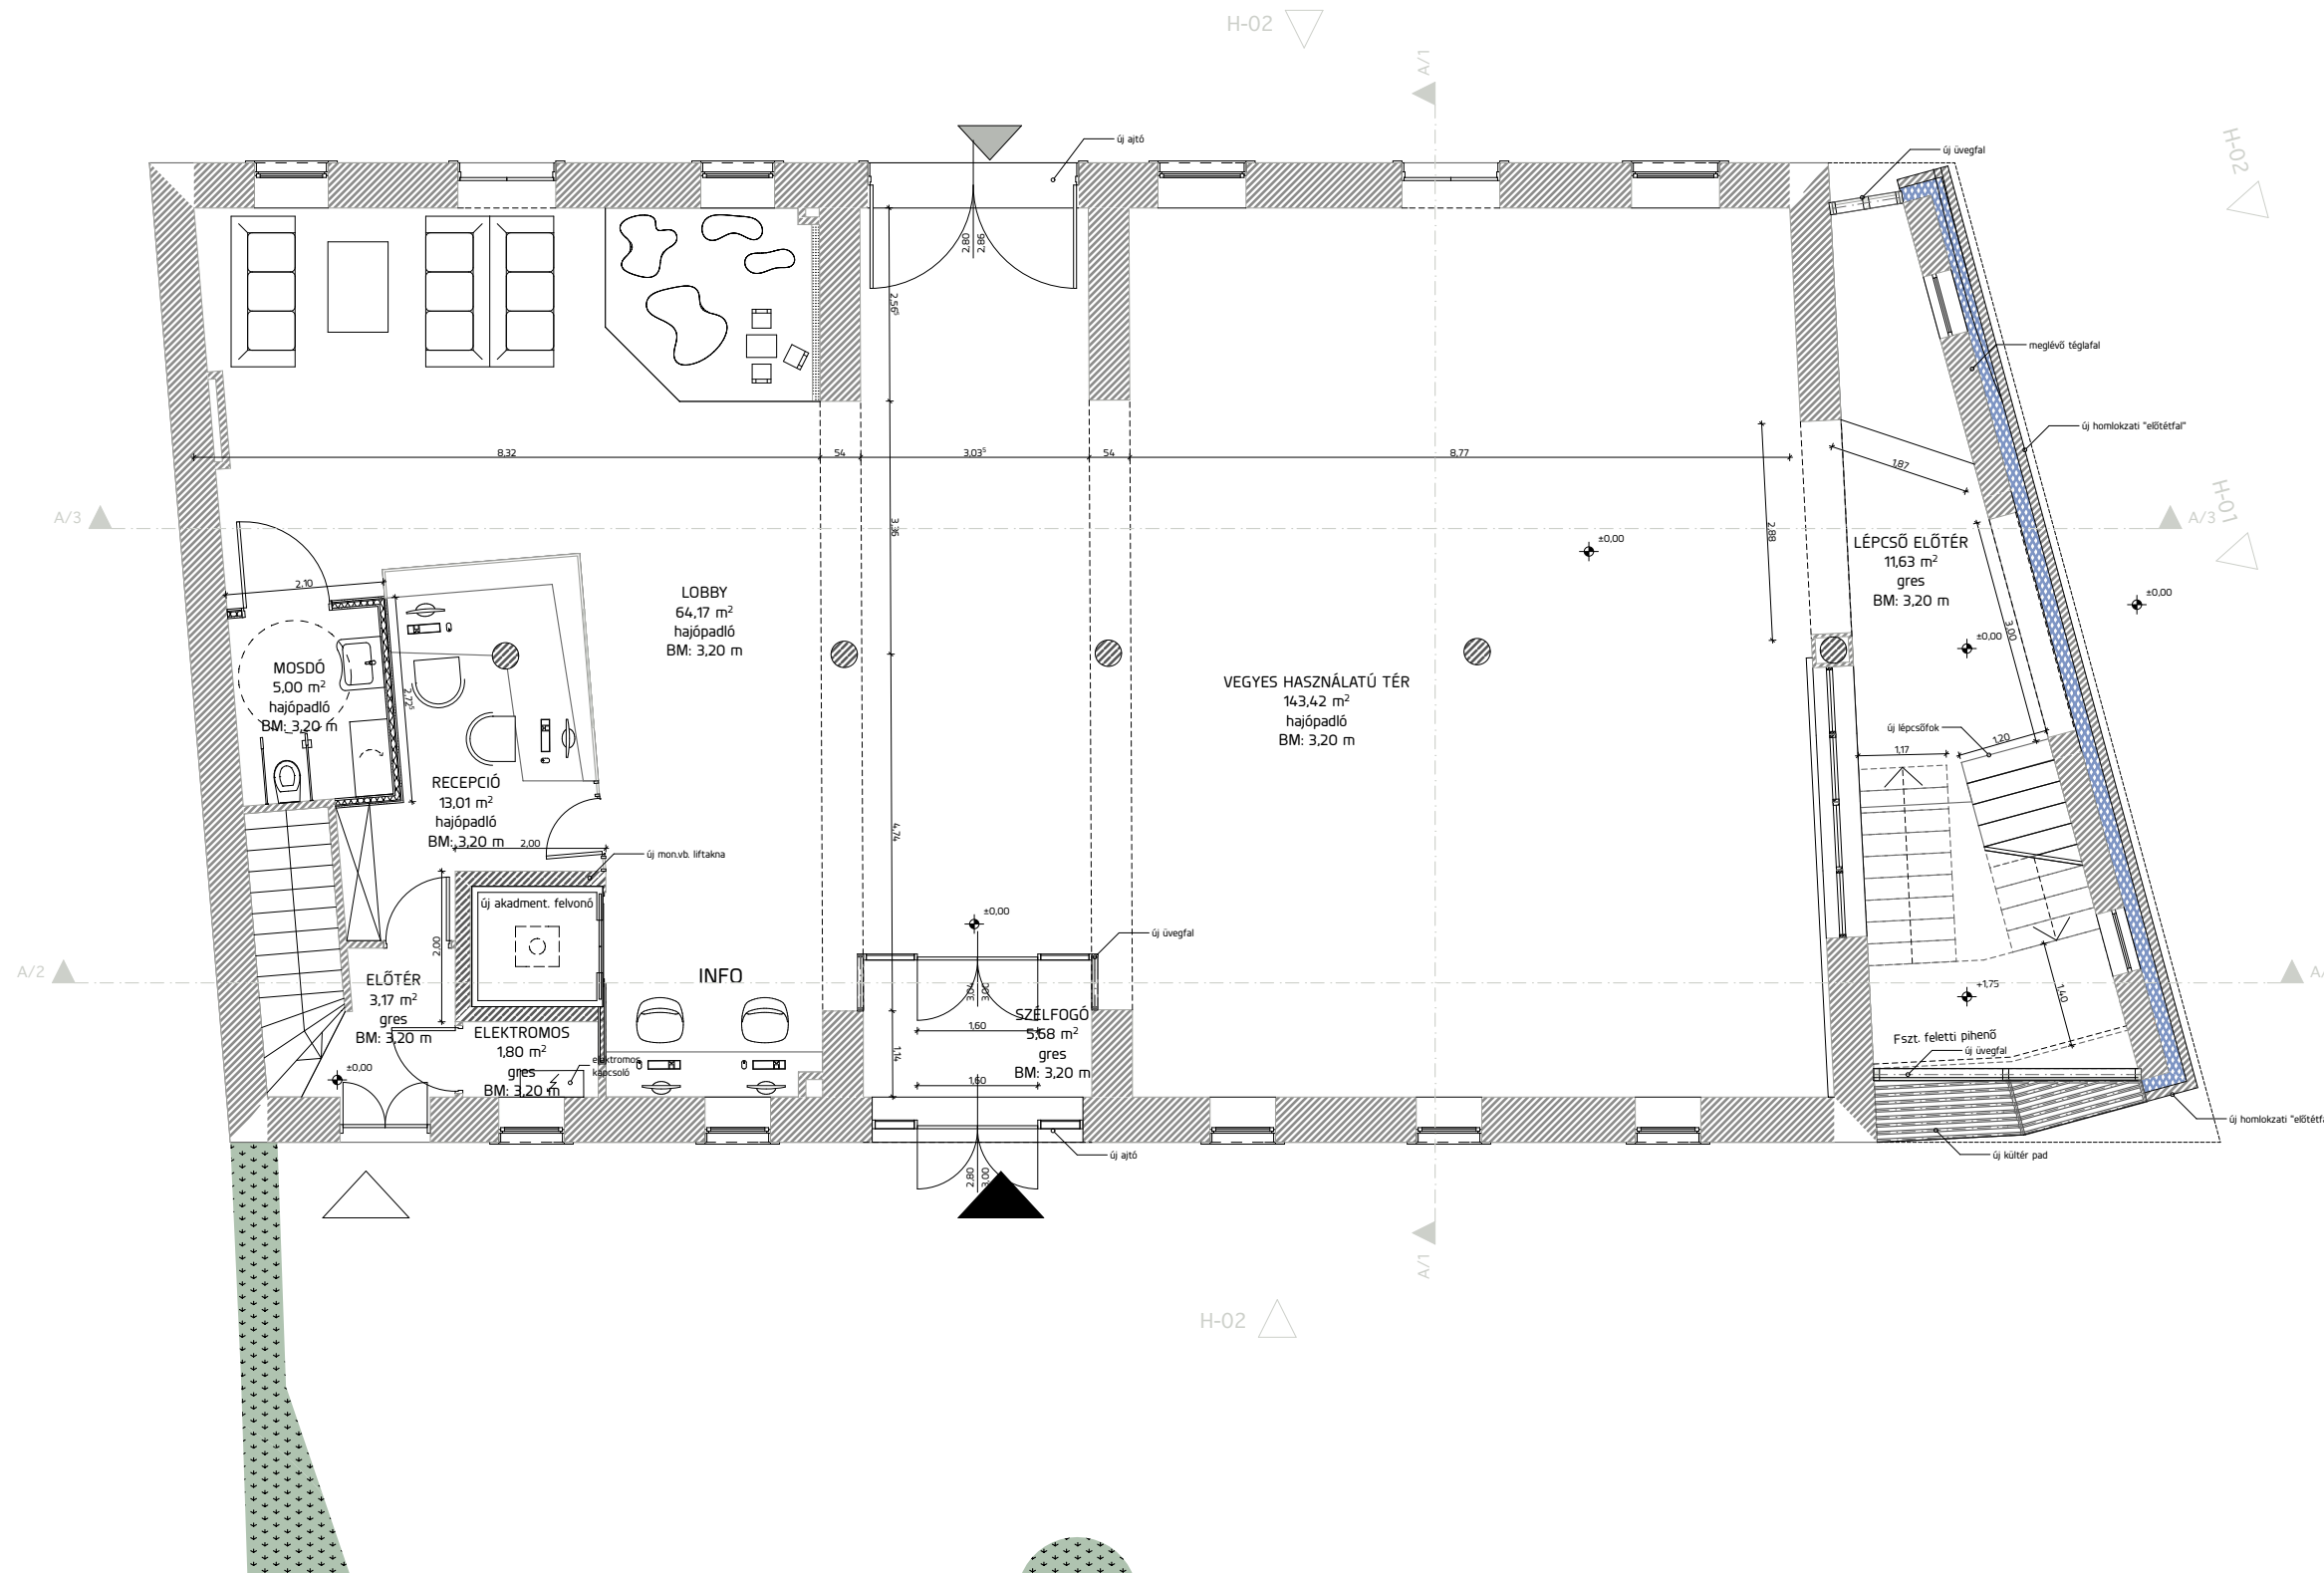 H-02
A/1
új ajtó
új üvegfal
H-02
2,80
2,86
2,56⁵
meglévő téglafal
új homlokzati "előtétfal"
8,32
54
3,03⁵
54
8,77
1,87
A/3
3,36
2,88
A/3
H-01
±0,00
LÉPCSŐ ELŐTÉR
11,63 m²
gres
BM: 3,20 m
±0,00
±0,00
3,00
2,10
LOBBY
64,17 m²
hajópadló
BM: 3,20 m
MOSDÓ
5,00 m²
hajópadló
BM: 3,20 m
2,72⁵
VEGYES HASZNÁLATÚ TÉR
143,42 m²
hajópadló
BM: 3,20 m
új lépcsőfok
1,17
1,20
RECEPCIÓ
13,01 m²
hajópadló
BM: 3,20 m
2,00
4,74
új mon.vb. liftakna
új akadment. felvonó
2,00
±0,00
új üvegfal
A/2
INFO
A/
ELŐTÉR
3,17 m²
gres
BM: 3,20 m
±0,00
3,04
3,02
1,60
SZÉLFOGÓ
5,68 m²
gres
BM: 3,20 m
1,14
1,60
+1,75
1,40
ELEKTROMOS
1,80 m²
gres
BM: 3,20 m
elektromos
kapcsoló
Fszt. feletti pihenő
új üvegfal
új homlokzati "előtétfa
új ajtó
új kültér pad
2,80
3,00
A/1
H-02